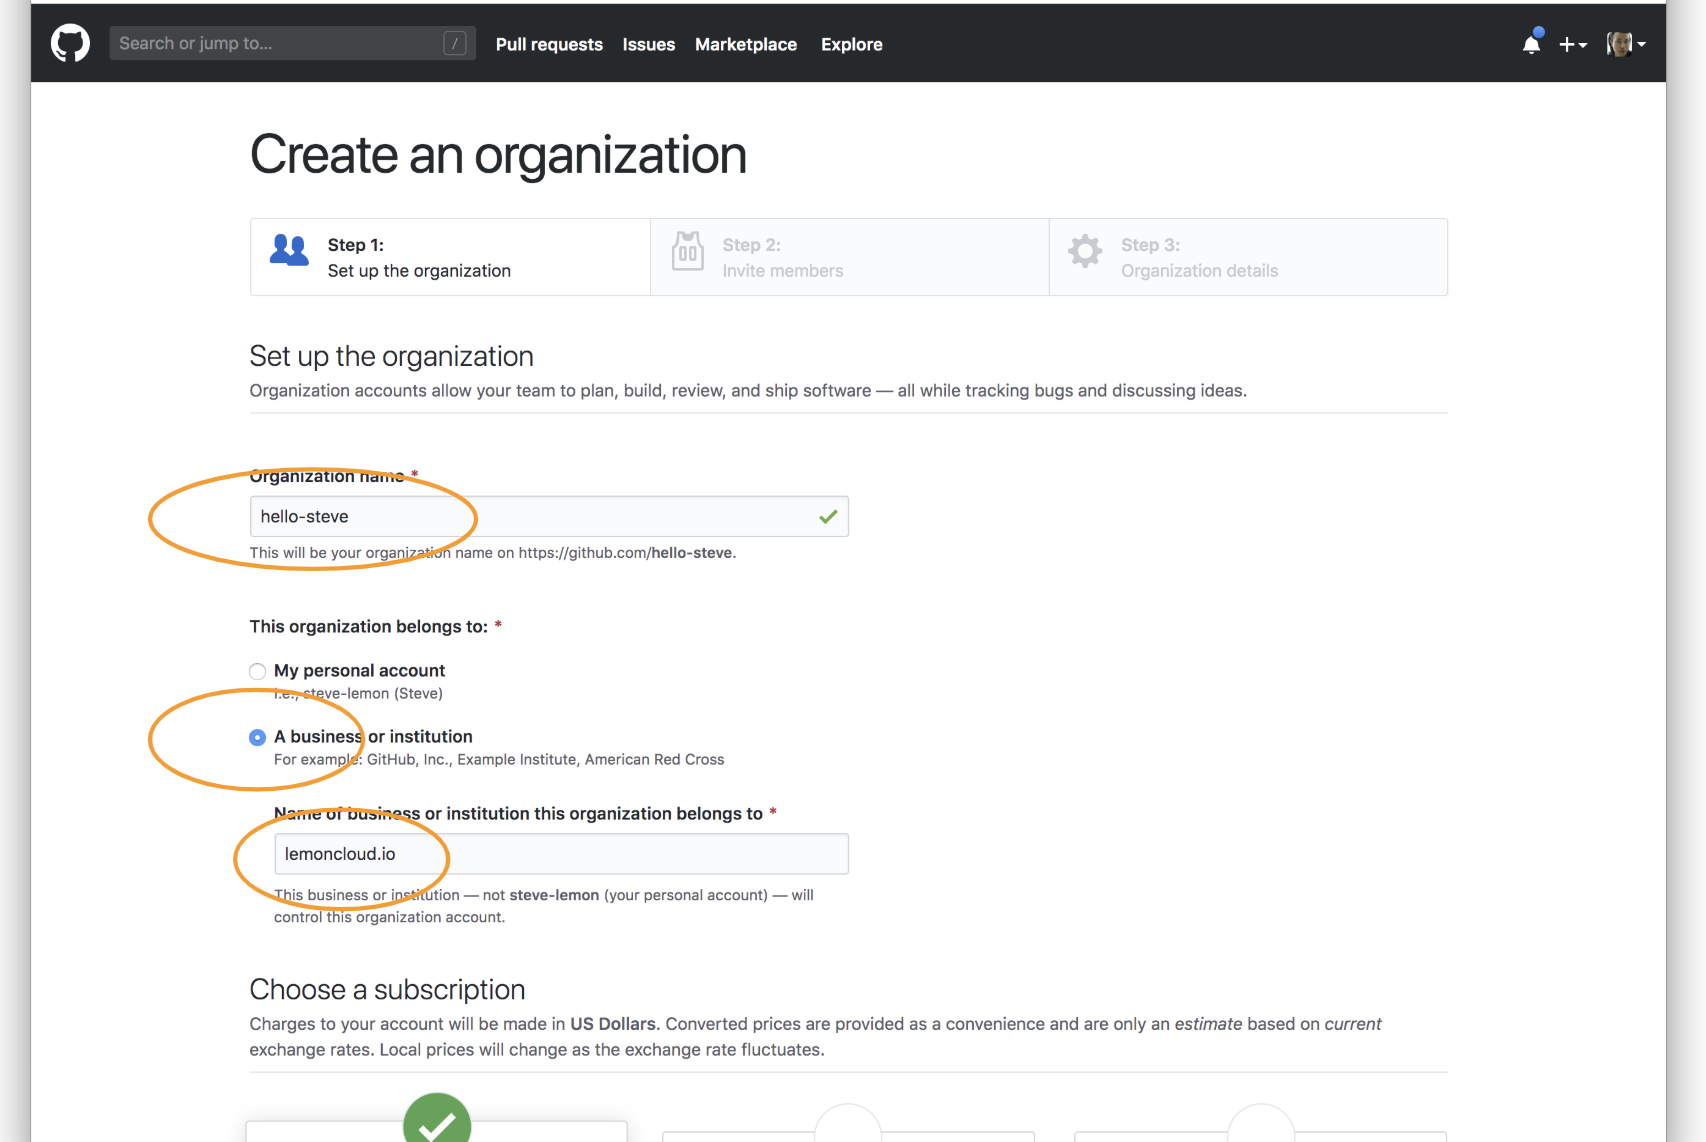 Search or jump to... /
Pull requests Issues Marketplace Explore
Create an organization
Step 1:
Set up the organization
Step 2:
Invite members
Step 3:
Organization details
Set up the organization
Organization accounts allow your team to plan, build, review, and ship software — all while tracking bugs and discussing ideas.
Organization name *
hello-steve
This will be your organization name on https://github.com/hello-steve.
This organization belongs to: *
My personal account
i.e., steve-lemon (Steve)
A business or institution
For example: GitHub, Inc., Example Institute, American Red Cross
Name of business or institution this organization belongs to *
lemoncloud.io
This business or institution — not steve-lemon (your personal account) — will
control this organization account.
Choose a subscription
Charges to your account will be made in US Dollars. Converted prices are provided as a convenience and are only an estimate based on current
exchange rates. Local prices will change as the exchange rate fluctuates.